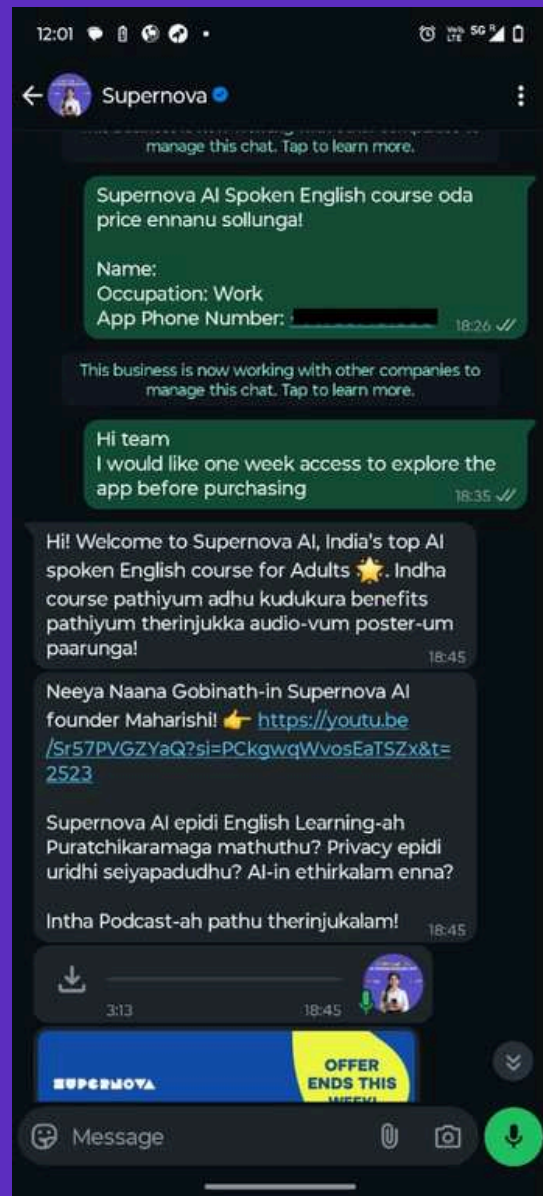 12:01
VoLTE 5G R
Supernova
manage this chat. Tap to learn more.
Supernova AI Spoken English course oda
price ennanu sollunga!
Name:
Occupation: Work
App Phone Number:
18:26
This business is now working with other companies to
manage this chat. Tap to learn more.
Hi team
I would like one week access to explore the
app before purchasing
18:35
Hi! Welcome to Supernova AI, India's top AI
spoken English course for Adults 🌟. Indha
course pathiyum adhu kudukura benefits
pathiyum therinjukka audio-vum poster-um
paarunga!
18:45
Neeya Naana Gobinath-in Supernova AI
founder Maharishi! 👉 https://youtu.be
/Sr57PVGZYaQ?si=PCkgwqWvosEaTSZx&t=
2523
Supernova AI epidi English Learning-ah
Puratchikaramaga mathuthu? Privacy epidi
uridhi seiyapadudhu? AI-in ethirkalam enna?
Intha Podcast-ah pathu therinjukalam!
18:45
3:13
18:45
SUPERNOVA
OFFER
ENDS THIS
WEEK!
Message